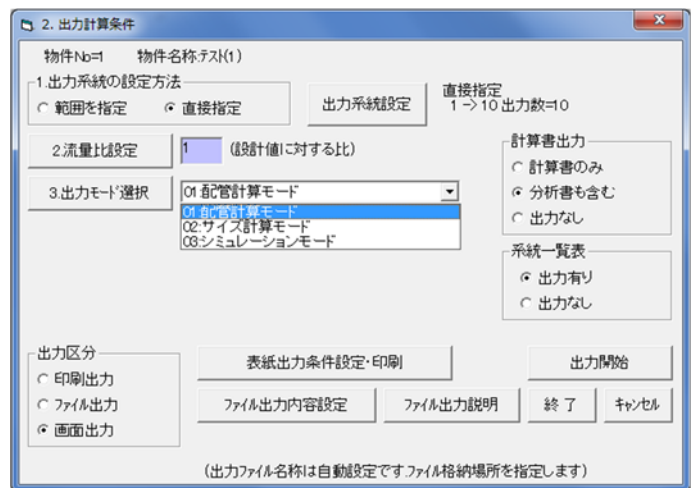 2. 出力計算条件
物件No=1 物件名称:テスト(1)
1.出力系統の設定方法
範囲を指定 直接指定
出力系統設定
直接指定
1 -> 10 出力数=10
2.流量比設定 1 (設計値に対する比)
3.出力モード選択 01:配管計算モード
01:配管計算モード
02:サイズ計算モード
03:シミュレーションモード
計算書出力
計算書のみ
分析書も含む
出力なし
系統一覧表
出力有り
出力なし
出力区分
印刷出力
ファイル出力
画面出力
表紙出力条件設定・印刷 出力開始
ファイル出力内容設定 ファイル出力説明 終 了 キャンセル
(出力ファイル名称は自動設定です.ファイル格納場所を指定します)